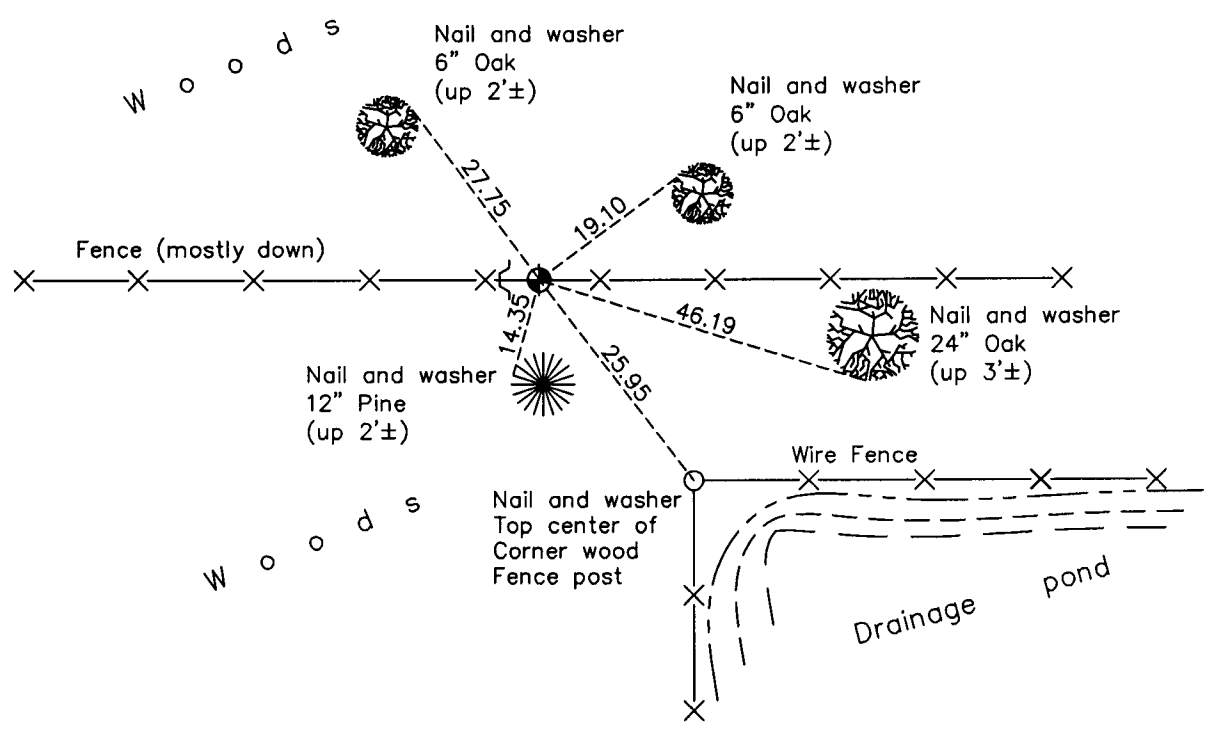 Woods
Nail and washer
6" Oak
(up 2'±)
Nail and washer
6" Oak
(up 2'±)
27.75
19.10
Fence (mostly down)
14.35
46.19
25.95
Nail and washer
24" Oak
(up 3'±)
Nail and washer
12" Pine
(up 2'±)
Wire Fence
Nail and washer
Top center of
Corner wood
Fence post
Woods
Drainage pond